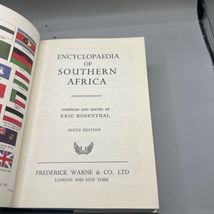 ENCYCLOPAEDIA
OF
SOUTHERN
AFRICA
COMPILED AND EDITED BY
ERIC ROSENTHAL
SIXTH EDITION
FREDERICK WARNE & CO. LTD
LONDON AND NEW YORK